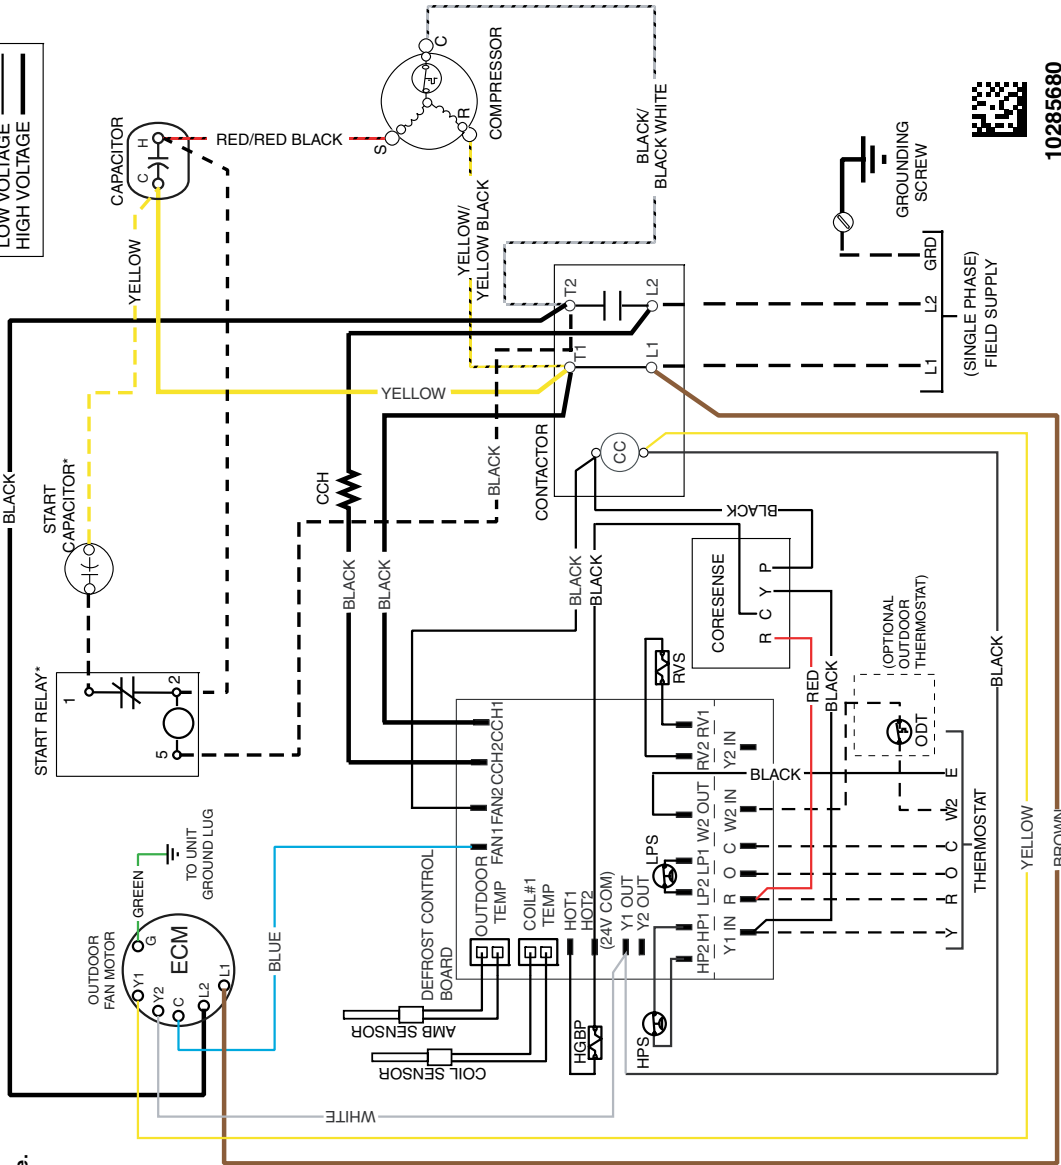 LOW VOLTAGE
HIGH VOLTAGE
CAPACITOR
C
H
RED/RED BLACK
S
C
R
COMPRESSOR
BLACK/
BLACK WHITE
YELLOW
YELLOW/
YELLOW BLACK
GROUNDING
SCREW
10285680
BLACK
START
CAPACITOR*
START RELAY*
1
2
5
YELLOW
CCH
BLACK
BLACK
BLACK
CONTACTOR
T2
T1
L2
L1
CC
L1
L2
GRD
(SINGLE PHASE)
FIELD SUPPLY
BLACK
BLACK
BLACK
CORESENSE
R
C
Y
P
RVS
RED
BLACK
(OPTIONAL
OUTDOOR
THERMOSTAT)
ODT
BLACK
OUTDOOR
FAN MOTOR
ECM
Y1
Y2
C
L2
L1
G
GREEN
TO UNIT
GROUND LUG
BLUE
DEFROST CONTROL
BOARD
FAN1
FAN2
CCH2
CCH1
OUTDOOR
TEMP
COIL#1
TEMP
HOT1
HOT2
(24V COM)
Y1 OUT
Y2 OUT
HP2
HP1
LP2
LP1
W2 OUT
RV2
RV1
Y1 IN
R
O
C
W2 IN
Y2 IN
AMB SENSOR
COIL SENSOR
HGBP
HPS
LPS
BLACK
WHITE
Y
R
O
C
W2
E
THERMOSTAT
YELLOW
BROWN
e.